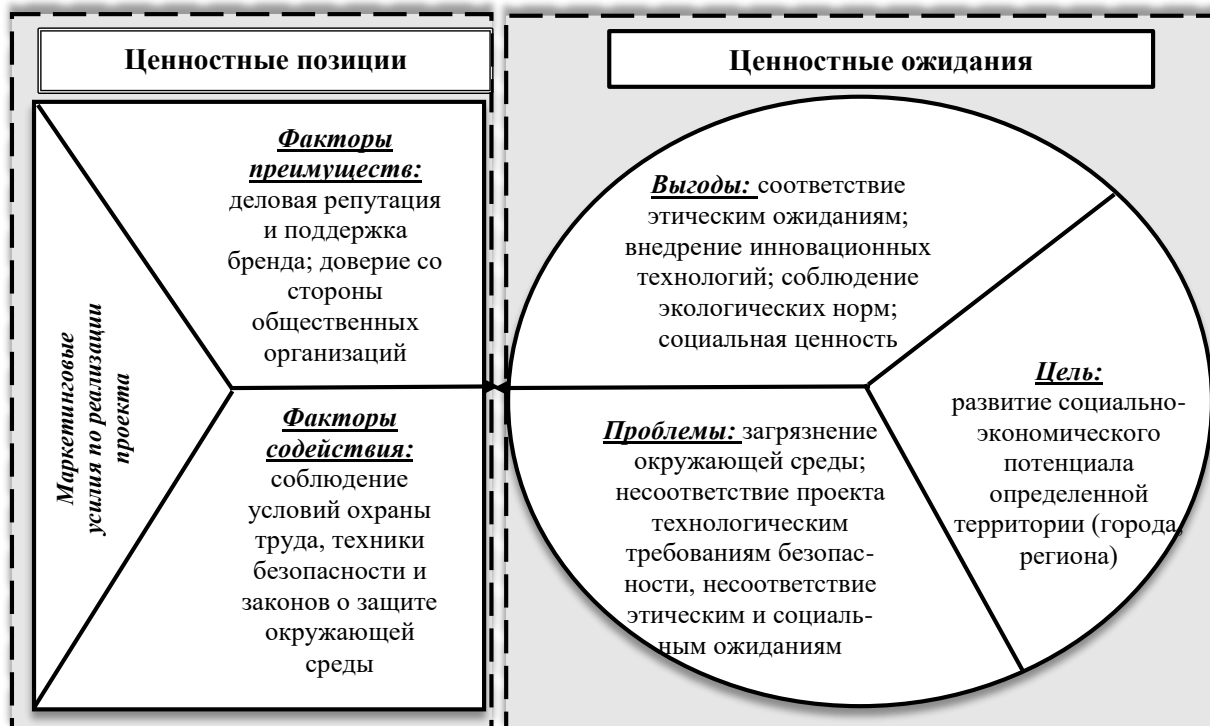 Ценностные позиции
Ценностные ожидания
Факторы
преимуществ:
деловая репутация
и поддержка
бренда; доверие со
стороны
общественных
организаций
Маркетинговые
усилия по реализации
проекта
Факторы
содействия:
соблюдение
условий охраны
труда, техники
безопасности и
законов о защите
окружающей
среды
Выгоды: соответствие
этическим ожиданиям;
внедрение инновационных
технологий; соблюдение
экологических норм;
социальная ценность
Проблемы: загрязнение
окружающей среды;
несоответствие проекта
технологическим
требованиям безопас-
ности, несоответствие
этическим и социаль-
ным ожиданиям
Цель:
развитие социально-
экономического
потенциала
определенной
территории (города,
региона)